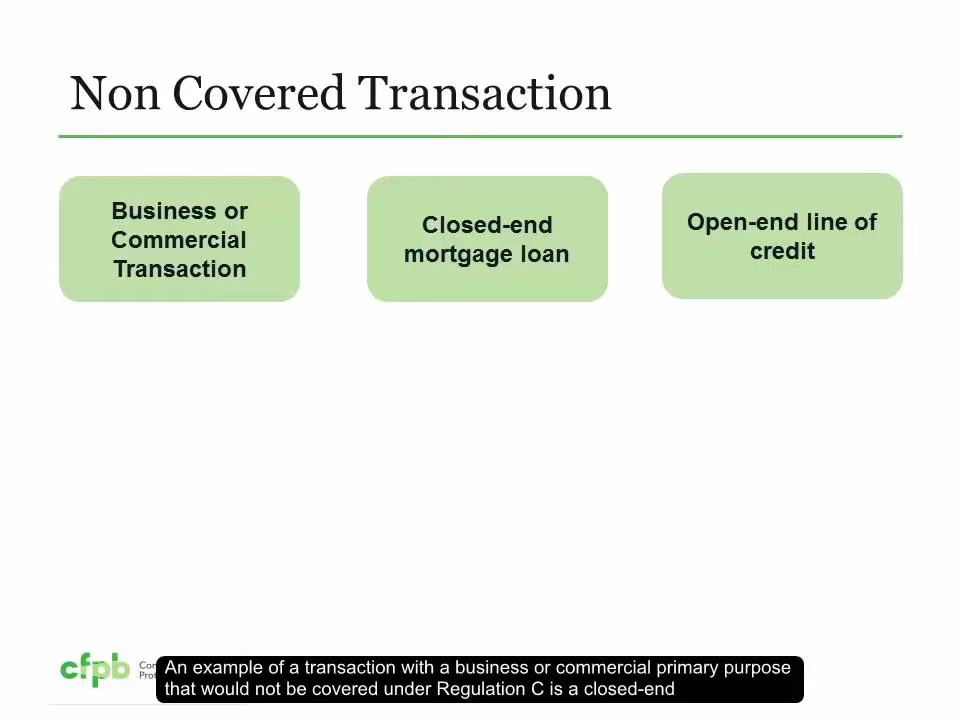 Non Covered Transaction
Business or
Commercial
Transaction
Closed-end
mortgage loan
Open-end line of
credit
cfpb
An example of a transaction with a business or commercial primary purpose
that would not be covered under Regulation C is a closed-end